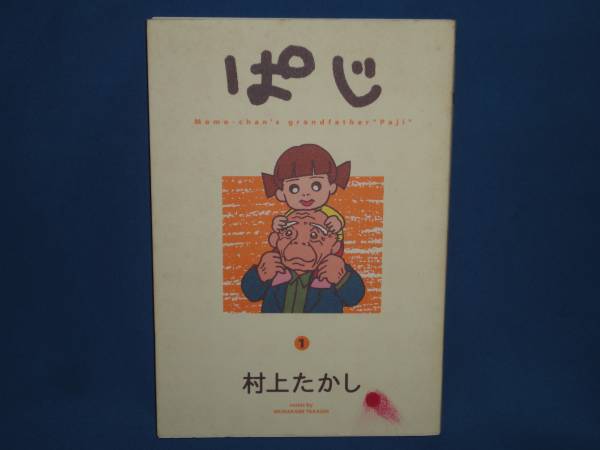 ぱじ
Momo-chan's grandfather "Paji"
1
村上たかし
comic by
MURAKAMI TAKASHI